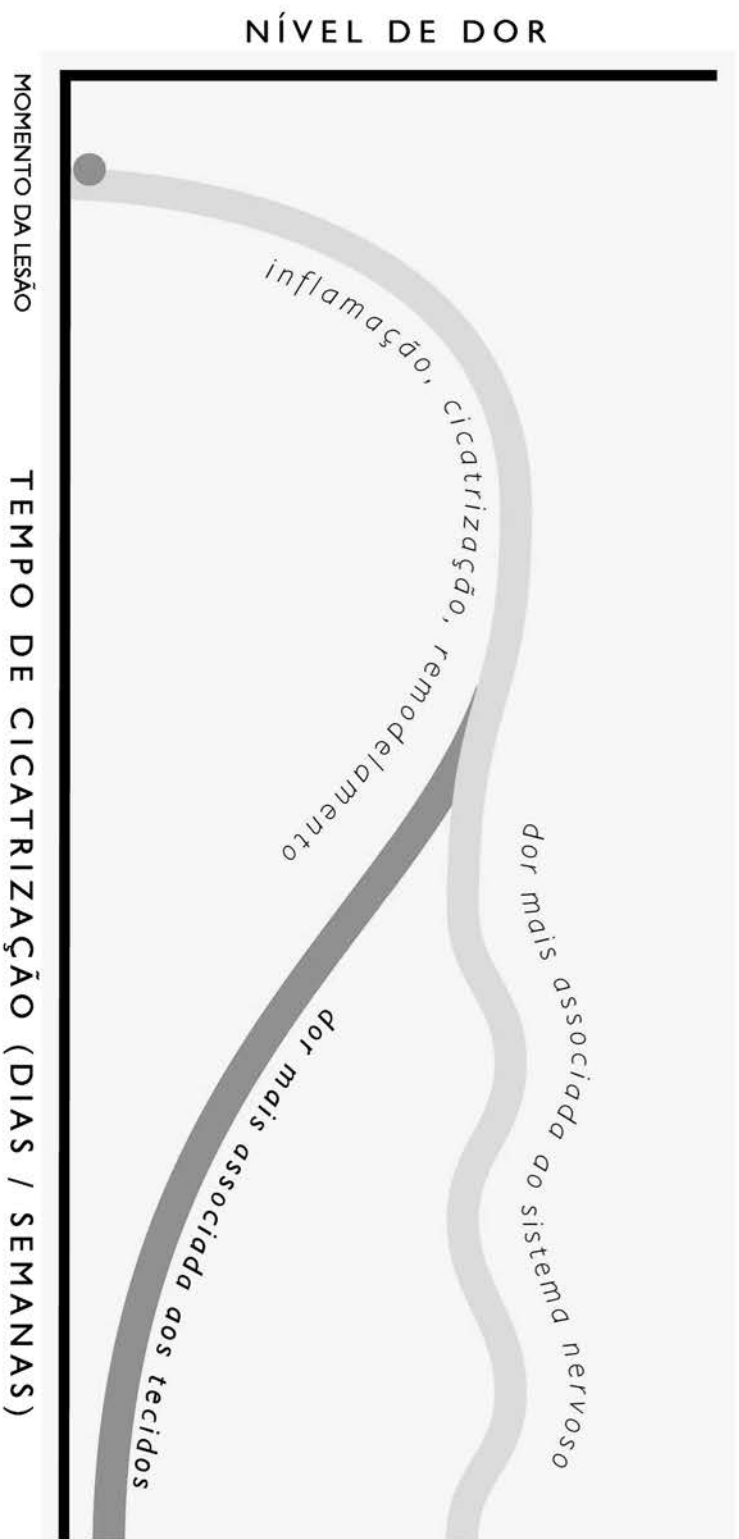 NÍVEL DE DOR
MOMENTO DA LESÃO
TEMPO DE CICATRIZAÇÃO (DIAS / SEMANAS)
inflamação, cicatrização, remodelamento
dor mais associada ao sistema nervoso
dor mais associada aos tecidos